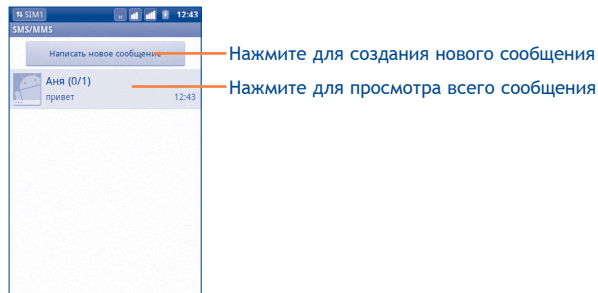 SIM1 H 12:43
SMS/MMS
Написать новое сообщение
Нажмите для создания нового сообщения
Аня (0/1)
Нажмите для просмотра всего сообщения
привет 12:43